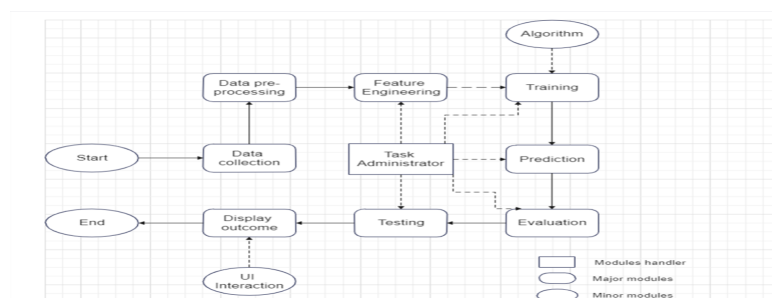 Algorithm
Data pre-
processing
Feature
Engineering
Training
Start
Data
collection
Task
Administrator
Prediction
End
Display
outcome
Testing
Evaluation
UI
Interaction
Modules handler
Major modules
Minor modules